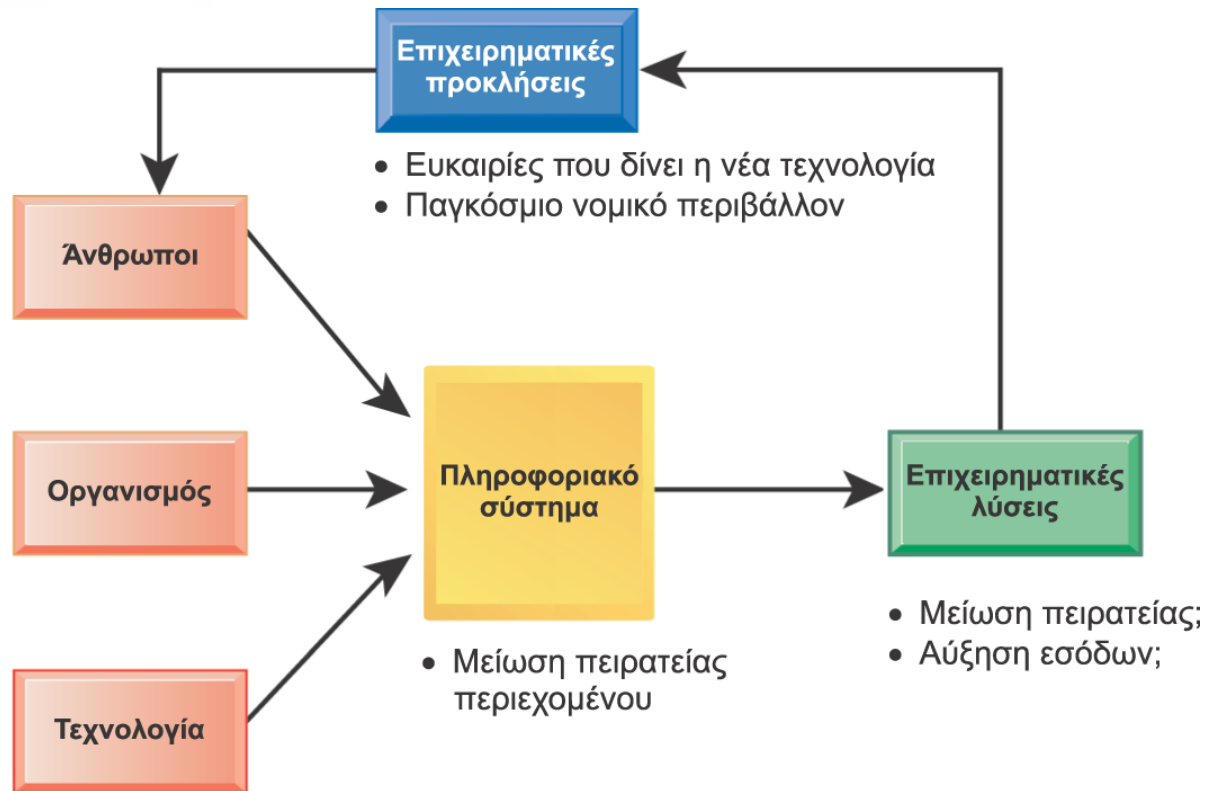 Επιχειρηματικές
προκλήσεις
• Ευκαιρίες που δίνει η νέα τεχνολογία
• Παγκόσμιο νομικό περιβάλλον
Άνθρωποι
Οργανισμός
Τεχνολογία
Πληροφοριακό
σύστημα
• Μείωση πειρατείας
περιεχομένου
Επιχειρηματικές
λύσεις
• Μείωση πειρατείας;
• Αύξηση εσόδων;